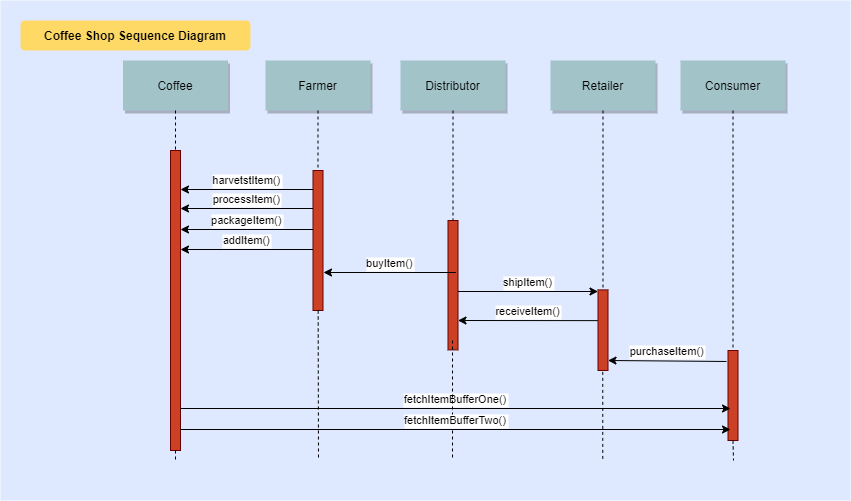 Coffee Shop Sequence Diagram
Coffee
Farmer
Distributor
Retailer
Consumer
harvetstItem()
processItem()
packageItem()
addItem()
buyItem()
shipItem()
receiveItem()
purchaseItem()
fetchItemBufferOne()
fetchItemBufferTwo()